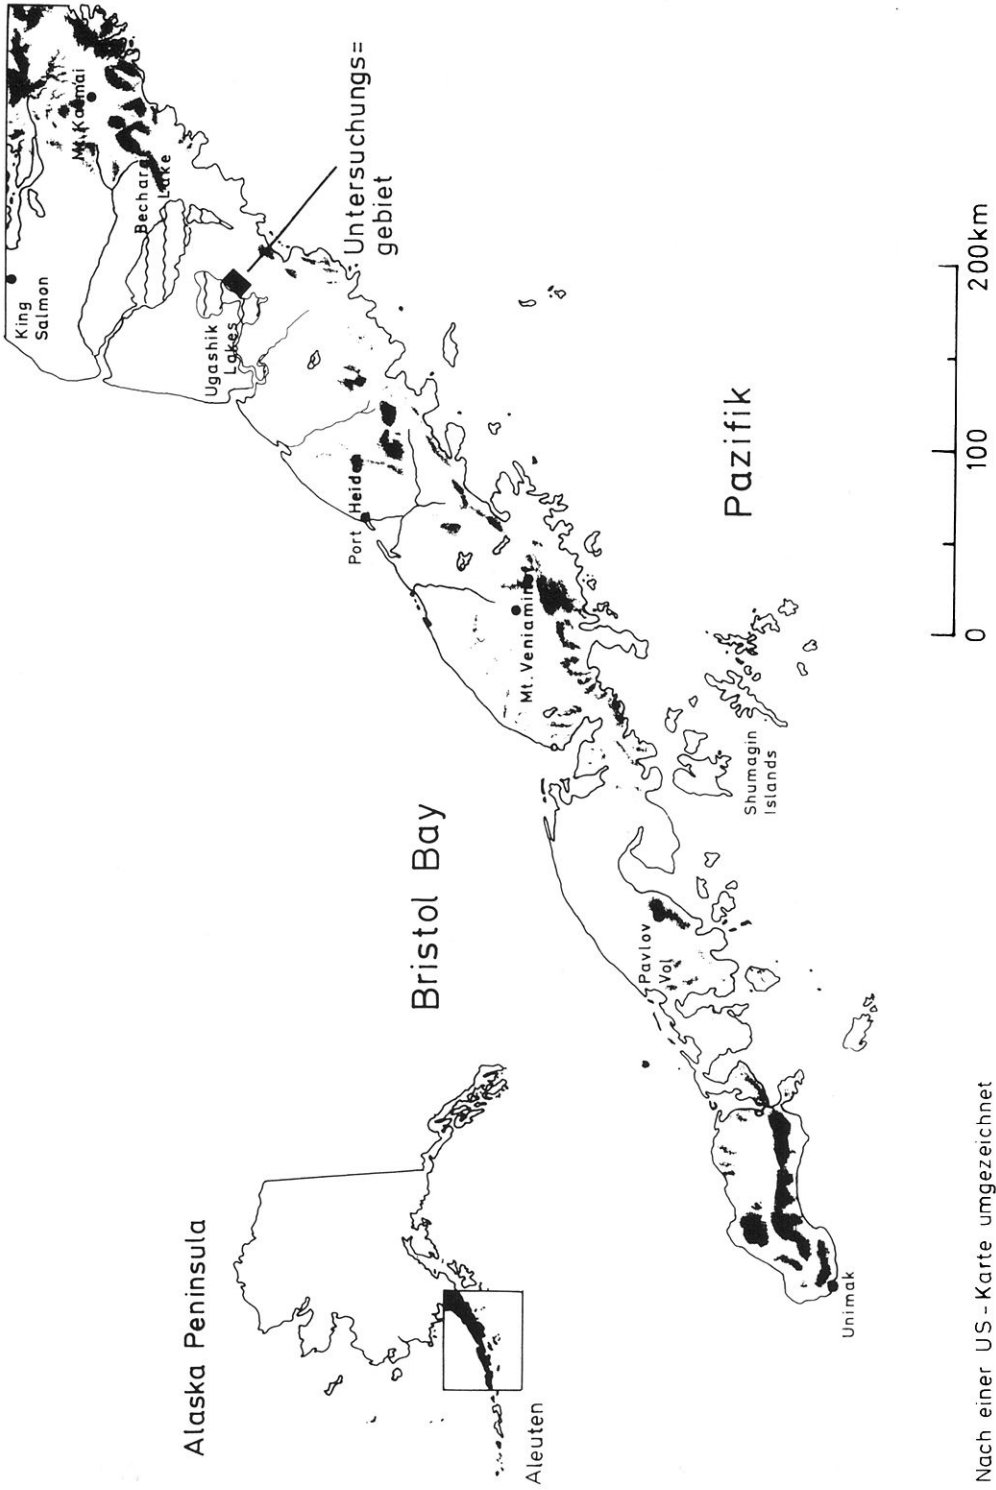 Alaska Peninsula
Aleuten
Bristol Bay
Pazifik
King
Salmon
Mt. Katmai
Becharof
Lake
Ugashik
Lakes
Untersuchungs=
gebiet
Port Heiden
Mt. Veniaminof
Shumagin
Islands
Pavlov
Vol
Unimak
0 100 200km
Nach einer US-Karte umgezeichnet